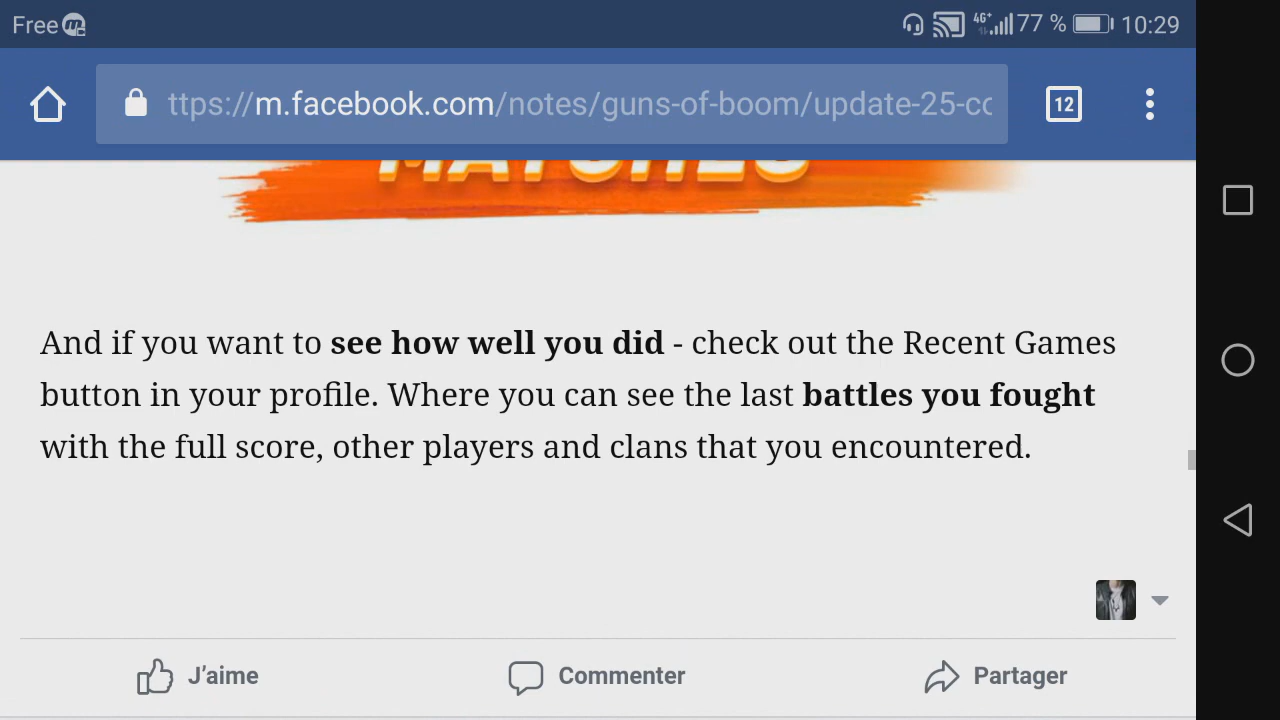 Free
4G+ 77 % 10:29
ttps://m.facebook.com/notes/guns-of-boom/update-25-cc
12
MATCHES
And if you want to see how well you did - check out the Recent Games
button in your profile. Where you can see the last battles you fought
with the full score, other players and clans that you encountered.
J’aime Commenter Partager